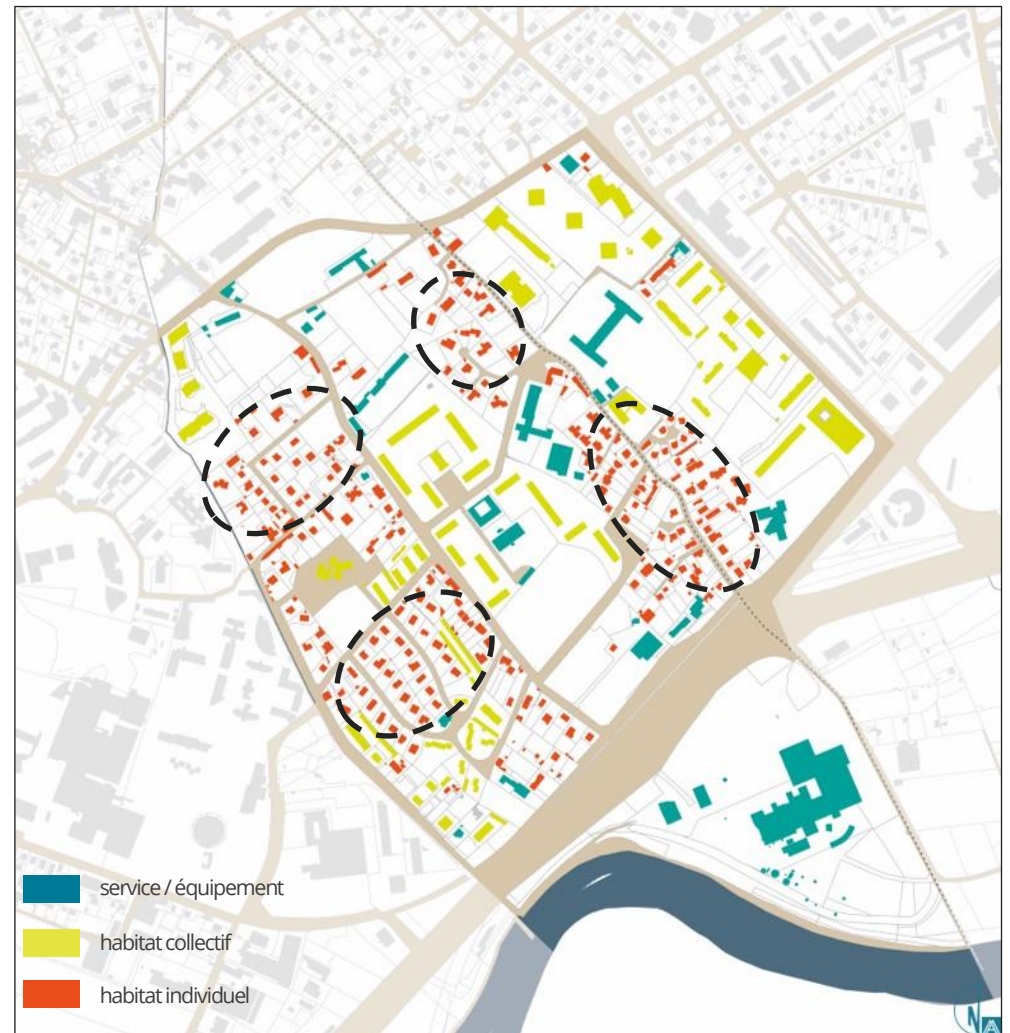 service / équipement
habitat collectif
habitat individuel
N